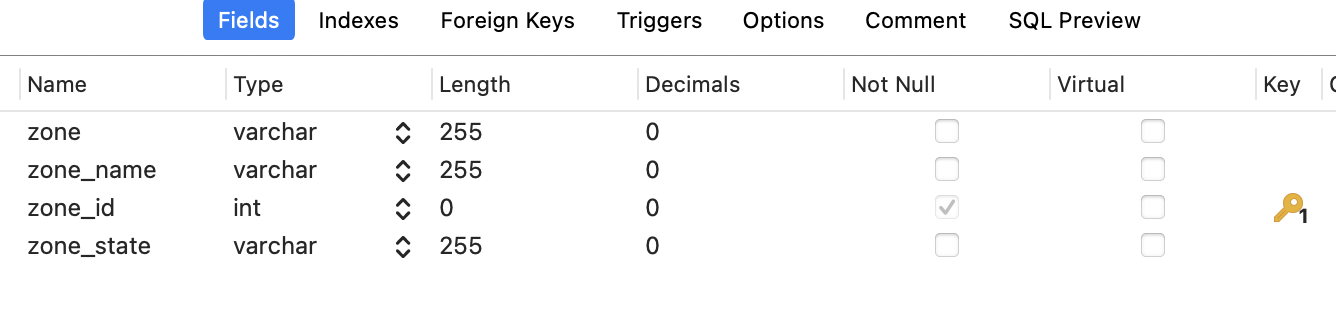 Fields Indexes Foreign Keys Triggers Options Comment SQL Preview
Name Type Length Decimals Not Null Virtual Key
zone varchar 255 0
zone_name varchar 255 0
zone_id int 0 0 1
zone_state varchar 255 0